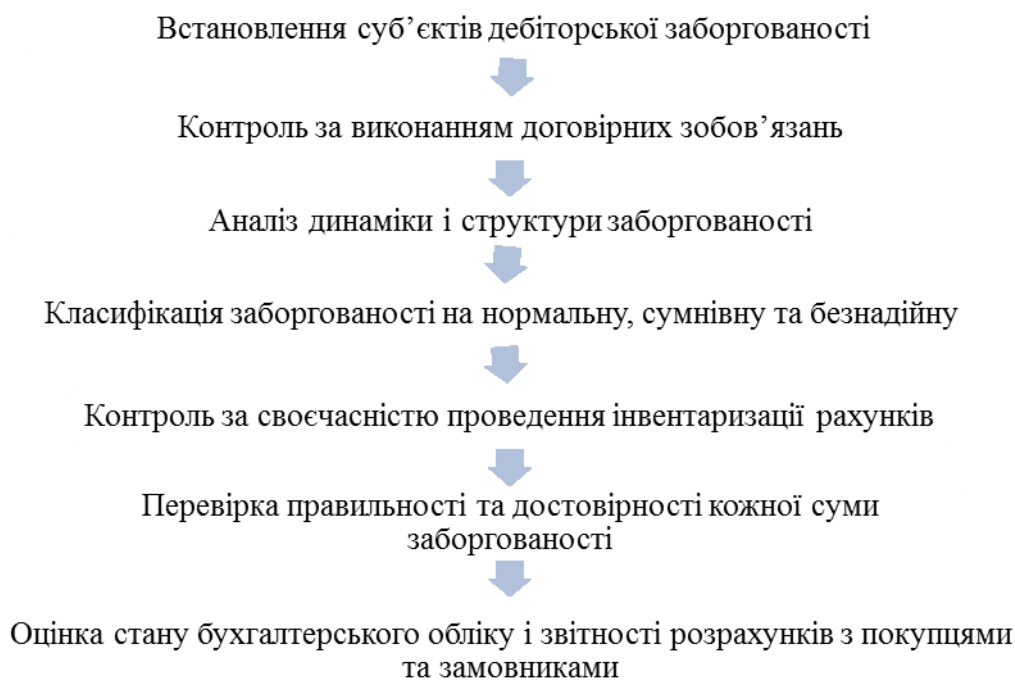 Встановлення суб’єктів дебіторської заборгованості
Контроль за виконанням договірних зобов’язань
Аналіз динаміки і структури заборгованості
Класифікація заборгованості на нормальну, сумнівну та безнадійну
Контроль за своєчасністю проведення інвентаризації рахунків
Перевірка правильності та достовірності кожної суми
заборгованості
Оцінка стану бухгалтерського обліку і звітності розрахунків з покупцями
та замовниками